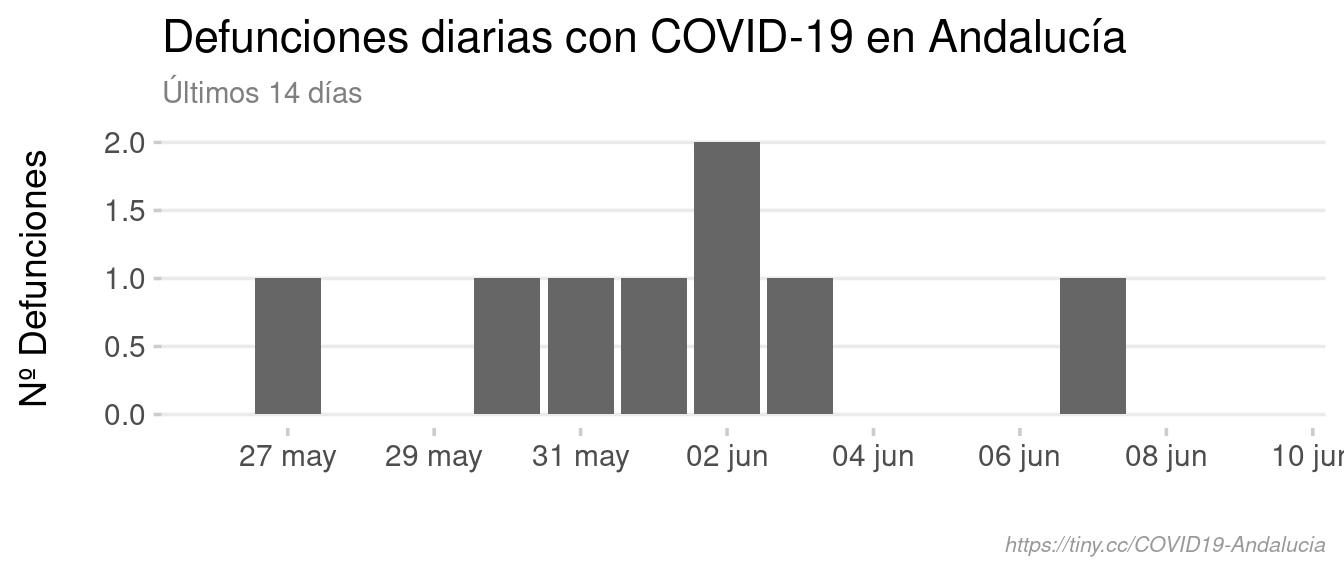 Defunciones diarias con COVID-19 en Andalucía
Últimos 14 días
Nº Defunciones
2.0
1.5
1.0
0.5
0.0
27 may 29 may 31 may 02 jun 04 jun 06 jun 08 jun 10 jun
https://tiny.cc/COVID19-Andalucia